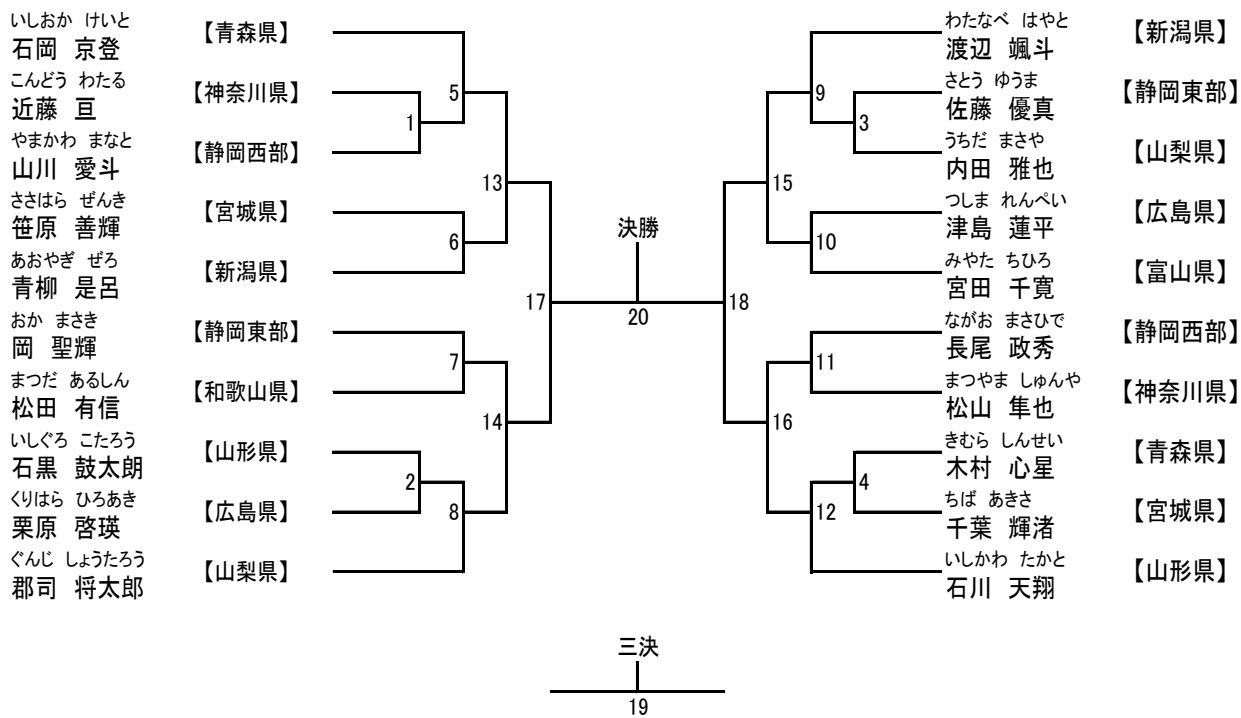 いしおか けいと
石岡 京登
【青森県】
こんどう わたる
近藤 亘
【神奈川県】
やまかわ まなと
山川 愛斗
【静岡西部】
ささはら ぜんき
笹原 善輝
【宮城県】
あおやぎ ぜろ
青柳 是呂
【新潟県】
おか まさき
岡 聖輝
【静岡東部】
まつだ あるしん
松田 有信
【和歌山県】
いしぐろ こたろう
石黒 鼓太朗
【山形県】
くりはら ひろあき
栗原 啓瑛
【広島県】
ぐんじ しょうたろう
郡司 将太郎
【山梨県】
1
5
13
6
17
7
14
2
8
決勝
20
9
3
15
10
18
11
16
4
12
わたなべ はやと
渡辺 颯斗
【新潟県】
さとう ゆうま
佐藤 優真
【静岡東部】
うちだ まさや
内田 雅也
【山梨県】
つしま れんぺい
津島 蓮平
【広島県】
みやた ちひろ
宮田 千寛
【富山県】
ながお まさひで
長尾 政秀
【静岡西部】
まつやま しゅんや
松山 隼也
【神奈川県】
きむら しんせい
木村 心星
【青森県】
ちば あきさ
千葉 輝渚
【宮城県】
いしかわ たかと
石川 天翔
【山形県】
三決
19